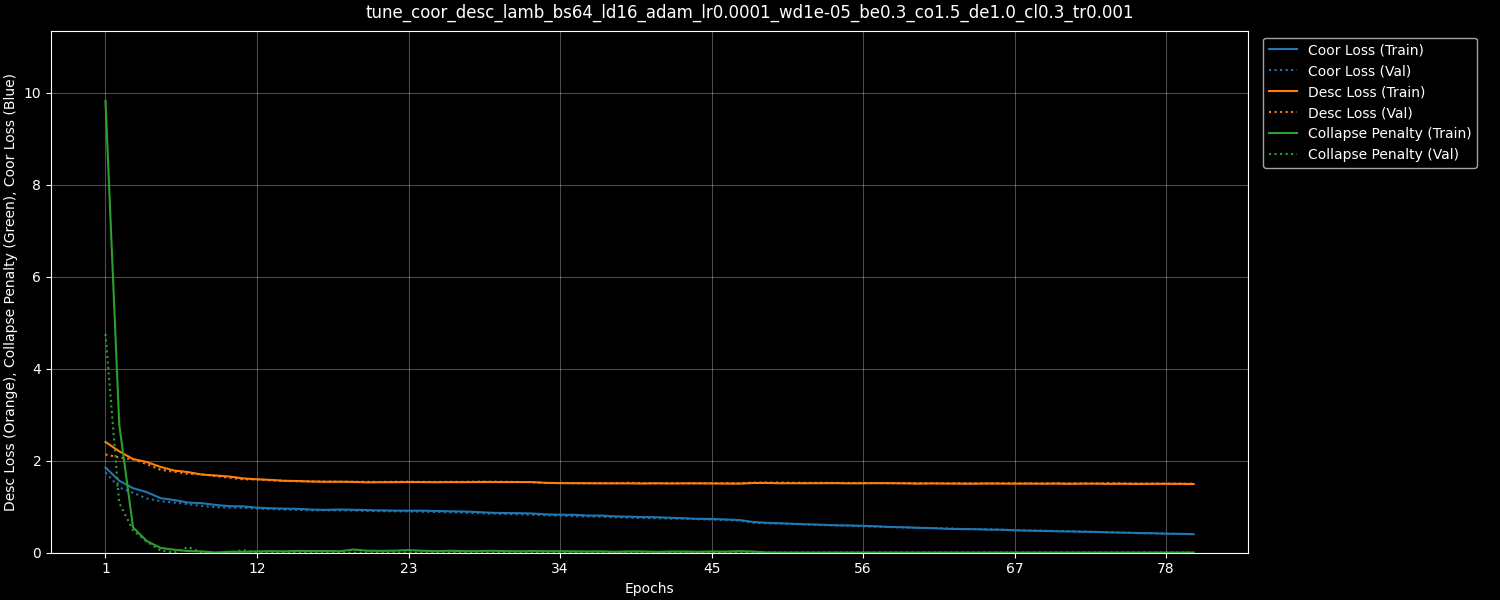 tune_coor_desc_lamb_bs64_ld16_adam_lr0.0001_wd1e-05_be0.3_co1.5_de1.0_cl0.3_tr0.001
Desc Loss (Orange), Collapse Penalty (Green), Coor Loss (Blue)
10
8
6
4
2
0
1 12 23 34 45 56 67 78
Epochs
Coor Loss (Train)
Coor Loss (Val)
Desc Loss (Train)
Desc Loss (Val)
Collapse Penalty (Train)
Collapse Penalty (Val)